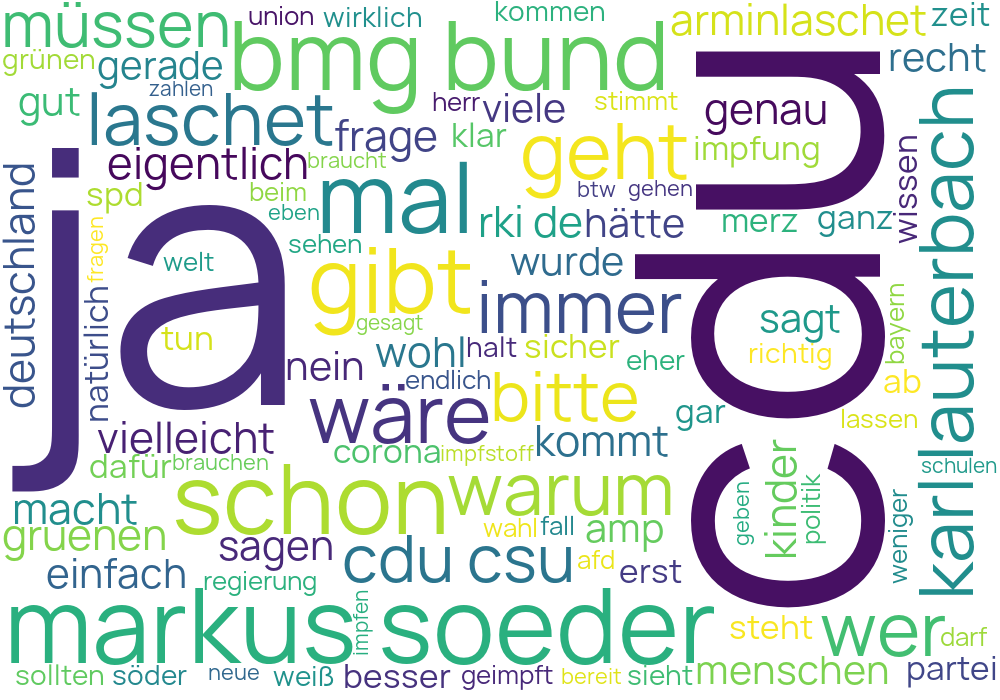 müssen
union
wirklich
kommen
arminlaschet
zeit
grünen
gerade
bmg bund
recht
gut
zahlen
laschet
herr
viele
stimmt
genau
frage
klar
geht
impfung
eigentlich
braucht
spd
beim
mal
btw
gehen
eben
rki de
hätte
merz
ganz
wissen
deutschland
fragen
ja
sehen
welt
gibt
wurde
cdu
karllauterbach
natürlich
tun
gesagt
immer
sagt
bayern
nein
wohl
halt
sicher
eher
richtig
endlich
wäre
bitte
ab
gar
lassen
vielleicht
kommt
corona
impfstoff
dafür
brauchen
schulen
macht
schon
warum
geben
kinder
politik
weniger
gruenen
sagen
wahl
fall
amp
einfach
regierung
cdu csu
afd
erst
markus soeder
impfen
steht
wer
darf
sollten
söder
neue
weiß
besser
geimpft
bereit
sieht
menschen
partei